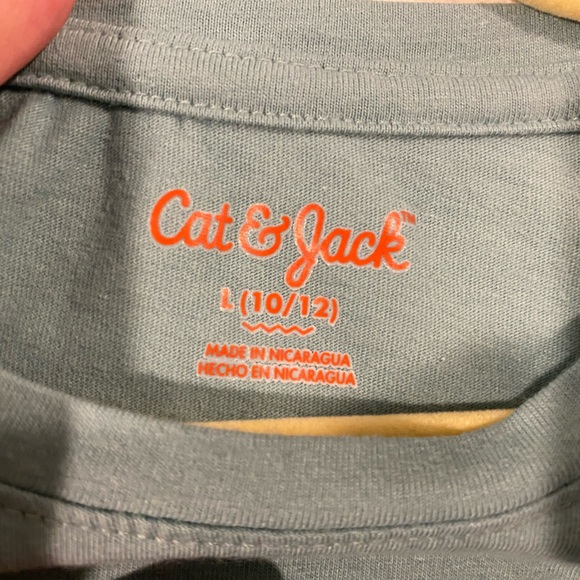 Cat & Jack™
L (10/12)
MADE IN NICARAGUA
HECHO EN NICARAGUA